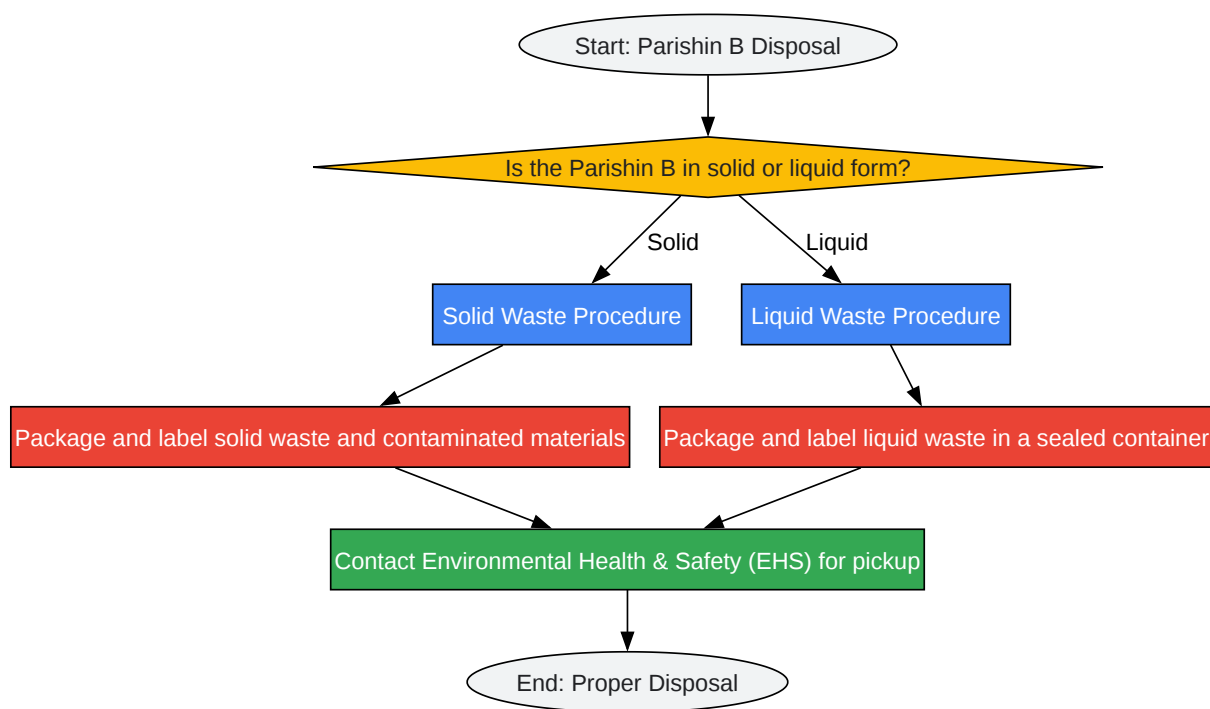 Start: Parishin B Disposal
Is the Parishin B in solid or liquid form?
Solid
Liquid
Solid Waste Procedure
Liquid Waste Procedure
Package and label solid waste and contaminated materials
Package and label liquid waste in a sealed container
Contact Environmental Health & Safety (EHS) for pickup
End: Proper Disposal